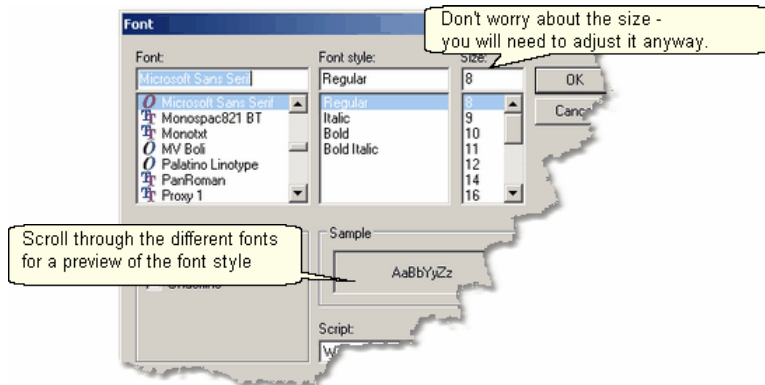 Font
Don't worry about the size -
you will need to adjust it anyway.
Font:
Font style:
Size:
Microsoft Sans Serif
Regular
8
OK
Microsoft Sans Serif
Monospac821 BT
Monotxt
MV Boli
Palatino Linotype
PanRoman
Proxy 1
Regular
Italic
Bold
Bold Italic
8
9
10
11
12
14
16
Scroll through the different fonts
for a preview of the font style
Underline
Sample
AaBbYyZz
Script: